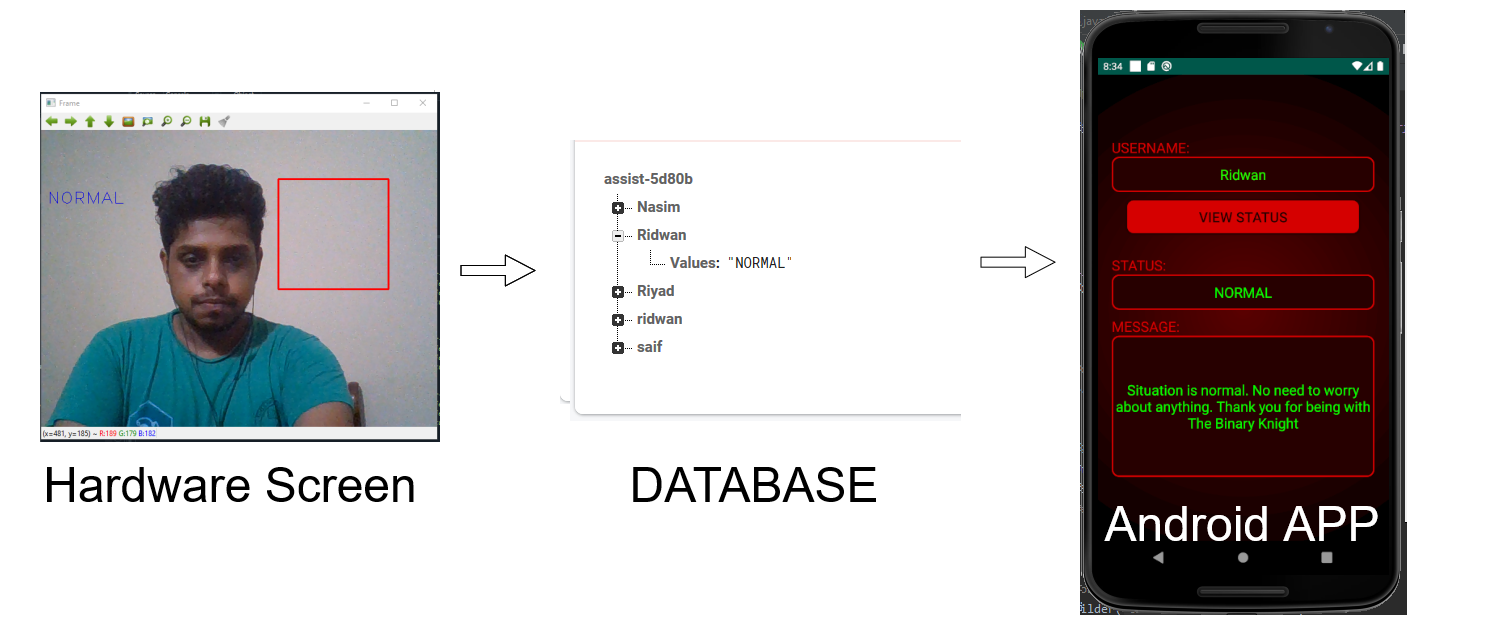 Frame
NORMAL
(x=481, y=185) ~ R:189 G:179 B:182
Hardware Screen
assist-5d80b
Nasim
Ridwan
Values: "NORMAL"
Riyad
ridwan
saif
DATABASE
8:34
USERNAME:
Ridwan
VIEW STATUS
STATUS:
NORMAL
MESSAGE:
Situation is normal. No need to worry
about anything. Thank you for being with
The Binary Knight
Android APP